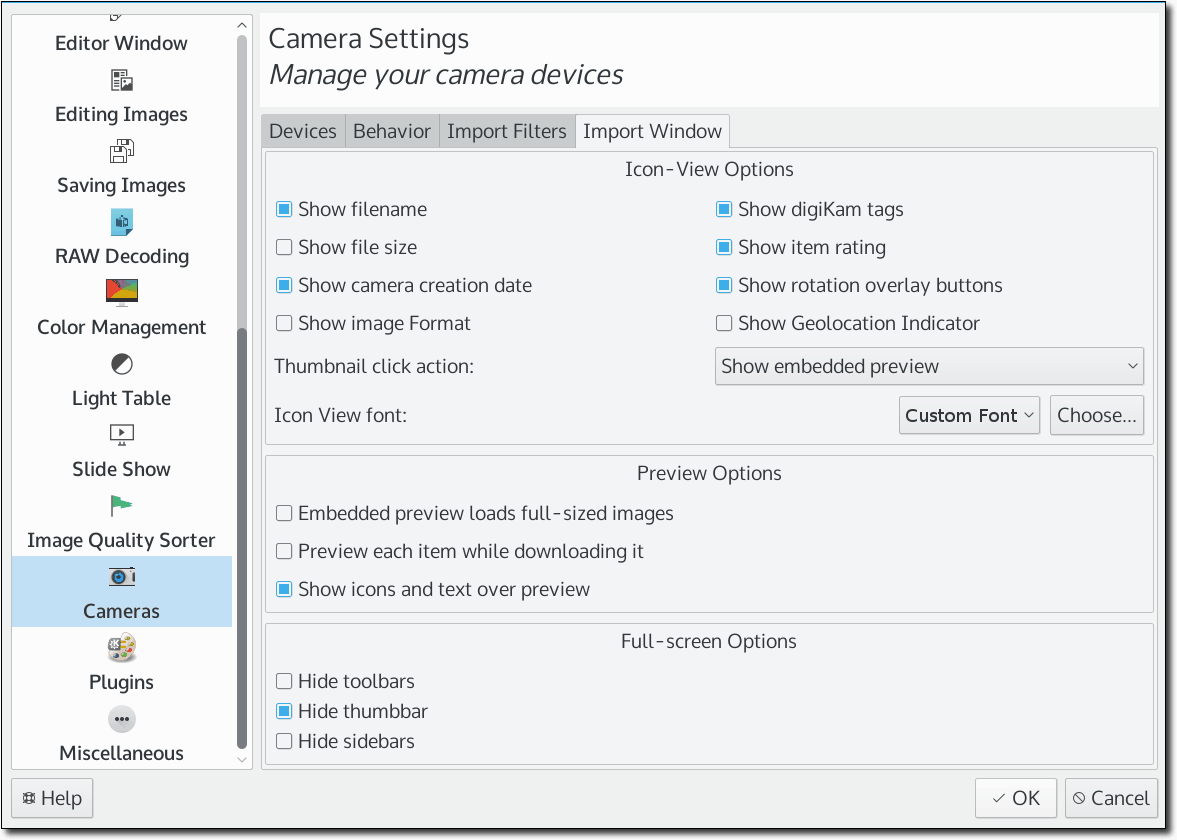 Editor Window
Editing Images
Saving Images
RAW Decoding
Color Management
Light Table
Slide Show
Image Quality Sorter
Cameras
Plugins
Miscellaneous
Camera Settings
Manage your camera devices
Devices Behavior Import Filters Import Window
Icon-View Options
Show filename Show digiKam tags
Show file size Show item rating
Show camera creation date Show rotation overlay buttons
Show image Format Show Geolocation Indicator
Thumbnail click action: Show embedded preview
Icon View font: Custom Font Choose...
Preview Options
Embedded preview loads full-sized images
Preview each item while downloading it
Show icons and text over preview
Full-screen Options
Hide toolbars
Hide thumbbar
Hide sidebars
Help OK Cancel